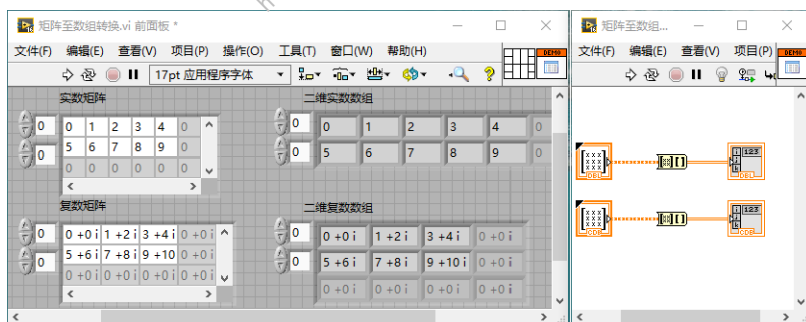 矩阵至数组转换.vi 前面板 *
文件(F) 编辑(E) 查看(V) 项目(P) 操作(O) 工具(T) 窗口(W) 帮助(H)
DEMO
17pt 应用程序字体
实数矩阵
0 0 1 2 3 4 0
0 5 6 7 8 9 0
0 0 0 0 0 0
二维实数数组
0 0 1 2 3 4 0
0 5 6 7 8 9 0
复数矩阵
0 0 +0 i 1 +2 i 3 +4 i 0 +0 i
0 5 +6 i 7 +8 i 9 +10 0 +0 i
0 +0 i 0 +0 i 0 +0 i 0 +0 i
二维复数数组
0 0 +0 i 1 +2 i 3 +4 i 0 +0 i
0 5 +6 i 7 +8 i 9 +10 i 0 +0 i
0 +0 i 0 +0 i 0 +0 i 0 +0 i
矩阵至数组...
文件(F) 编辑(E) 查看(V) 项目(P)
DEMO
DBL
123
DBL
CDB
123
CDB